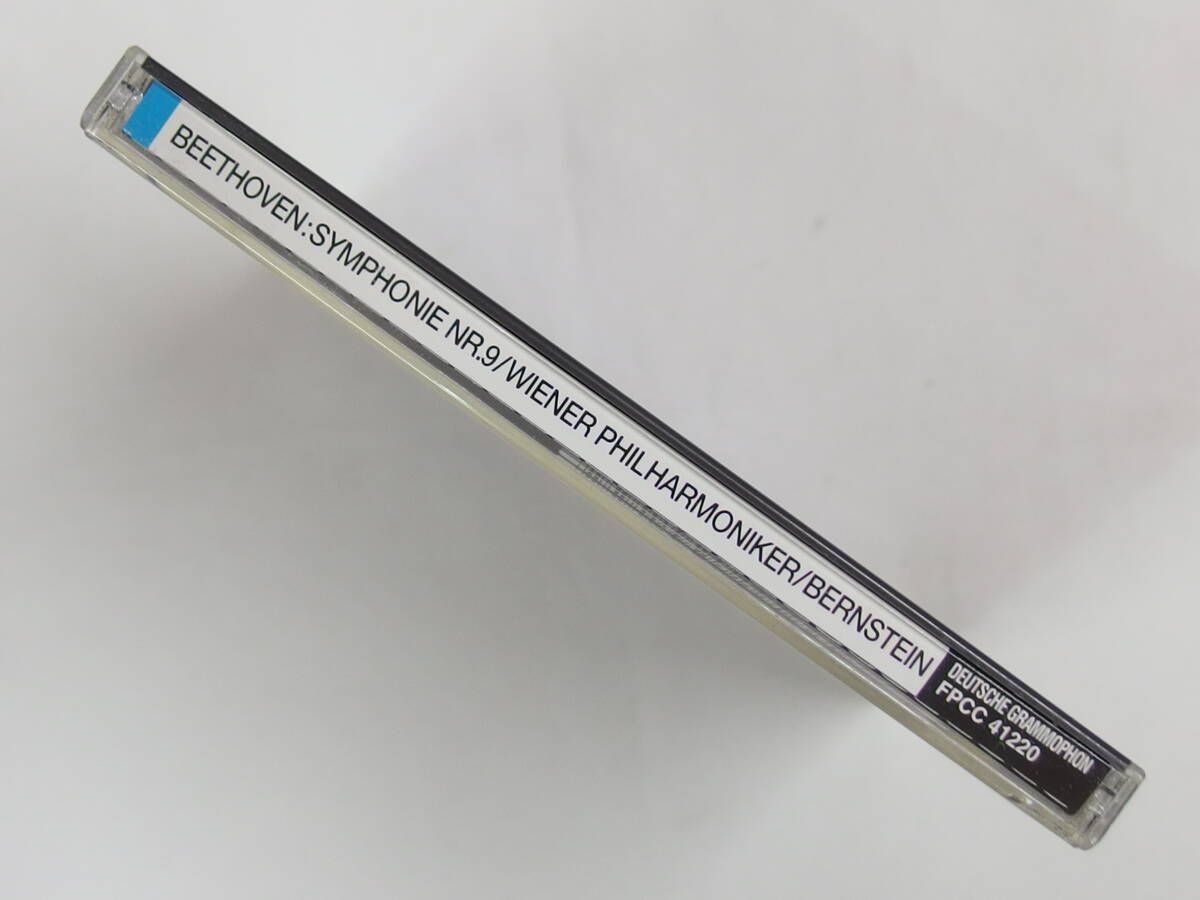 BEETHOVEN:SYMPHONIE NR.9/WIENER PHILHARMONIKER/BERNSTEIN
DEUTSCHE GRAMMOPHON
FPCC 41220